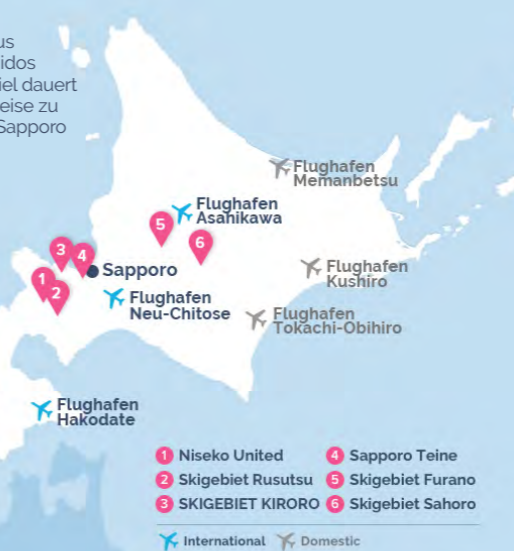 us
idos
iel dauert
eise zu
Sapporo
Flughafen
Memanbetsu
Flughafen
Asahikawa
5
6
3
4
Sapporo
1
2
Flughafen
Neu-Chitose
Flughafen
Kushiro
Flughafen
Tokachi-Obihiro
Flughafen
Hakodate
1 Niseko United
2 Skigebiet Rusutsu
3 SKIGEBIET KIRORO
4 Sapporo Teine
5 Skigebiet Furano
6 Skigebiet Sahoro
International
Domestic